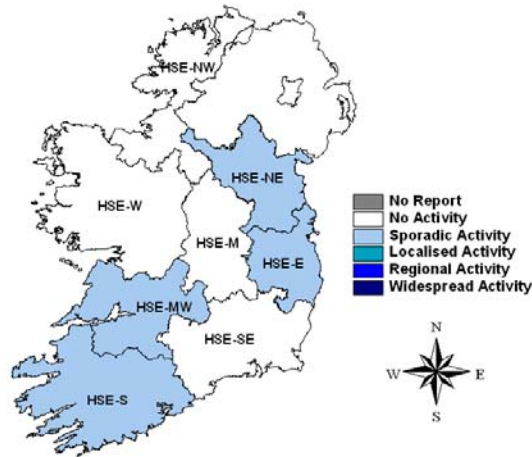 HSE-NW
HSE-NE
HSE-W
HSE-M
HSE-E
HSE-MW
HSE-SE
HSE-S
No Report
No Activity
Sporadic Activity
Localised Activity
Regional Activity
Widespread Activity
N
W E
S